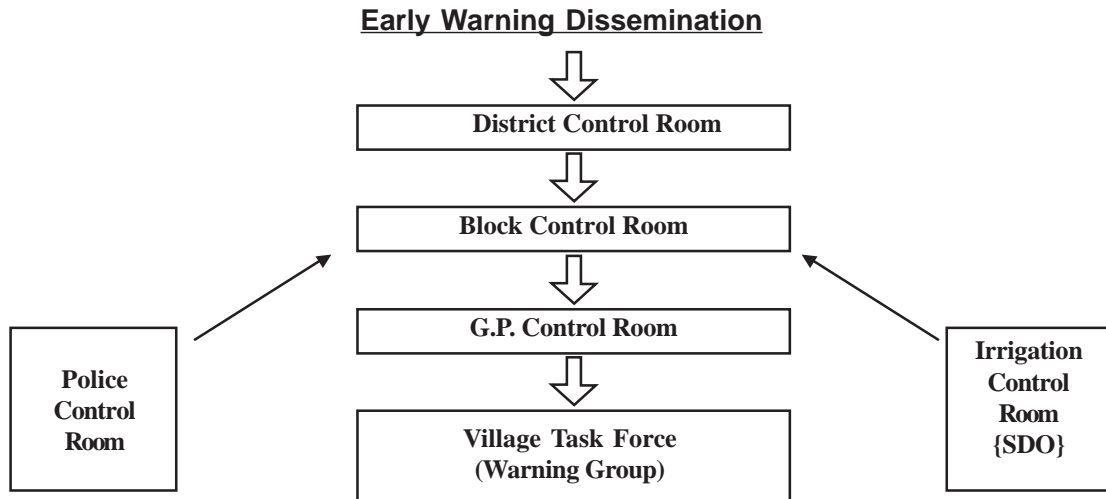 Early Warning Dissemination
District Control Room
Block Control Room
G.P. Control Room
Police
Control
Room
Irrigation
Control
Room
{SDO}
Village Task Force
(Warning Group)